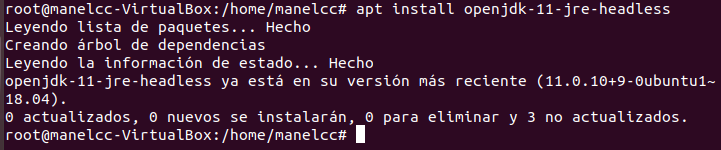 root@manelcc-VirtualBox:/home/manelcc# apt install openjdk-11-jre-headless
Leyendo lista de paquetes... Hecho
Creando árbol de dependencias
Leyendo la información de estado... Hecho
openjdk-11-jre-headless ya está en su versión más reciente (11.0.10+9-0ubuntu1~
18.04).
0 actualizados, 0 nuevos se instalarán, 0 para eliminar y 3 no actualizados.
root@manelcc-VirtualBox:/home/manelcc#